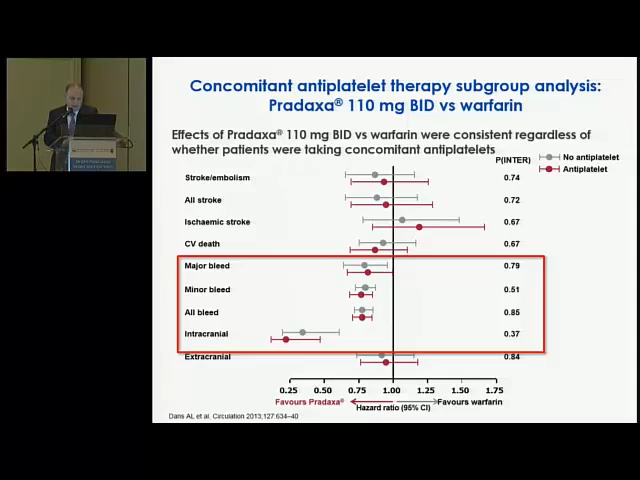 Concomitant antiplatelet therapy subgroup analysis:
Pradaxa® 110 mg BID vs warfarin
Effects of Pradaxa® 110 mg BID vs warfarin were consistent regardless of
whether patients were taking concomitant antiplatelets
P(INTER)
No antiplatelet
Antiplatelet
Stroke/embolism 0.74
All stroke 0.72
Ischaemic stroke 0.67
CV death 0.67
Major bleed 0.79
Minor bleed 0.51
All bleed 0.85
Intracranial 0.37
Extracranial 0.84
0.25 0.50 0.75 1.00 1.25 1.50 1.75
Favours Pradaxa® Hazard ratio (95% CI) Favours warfarin
Dans AL et al. Circulation 2013;127:634–40